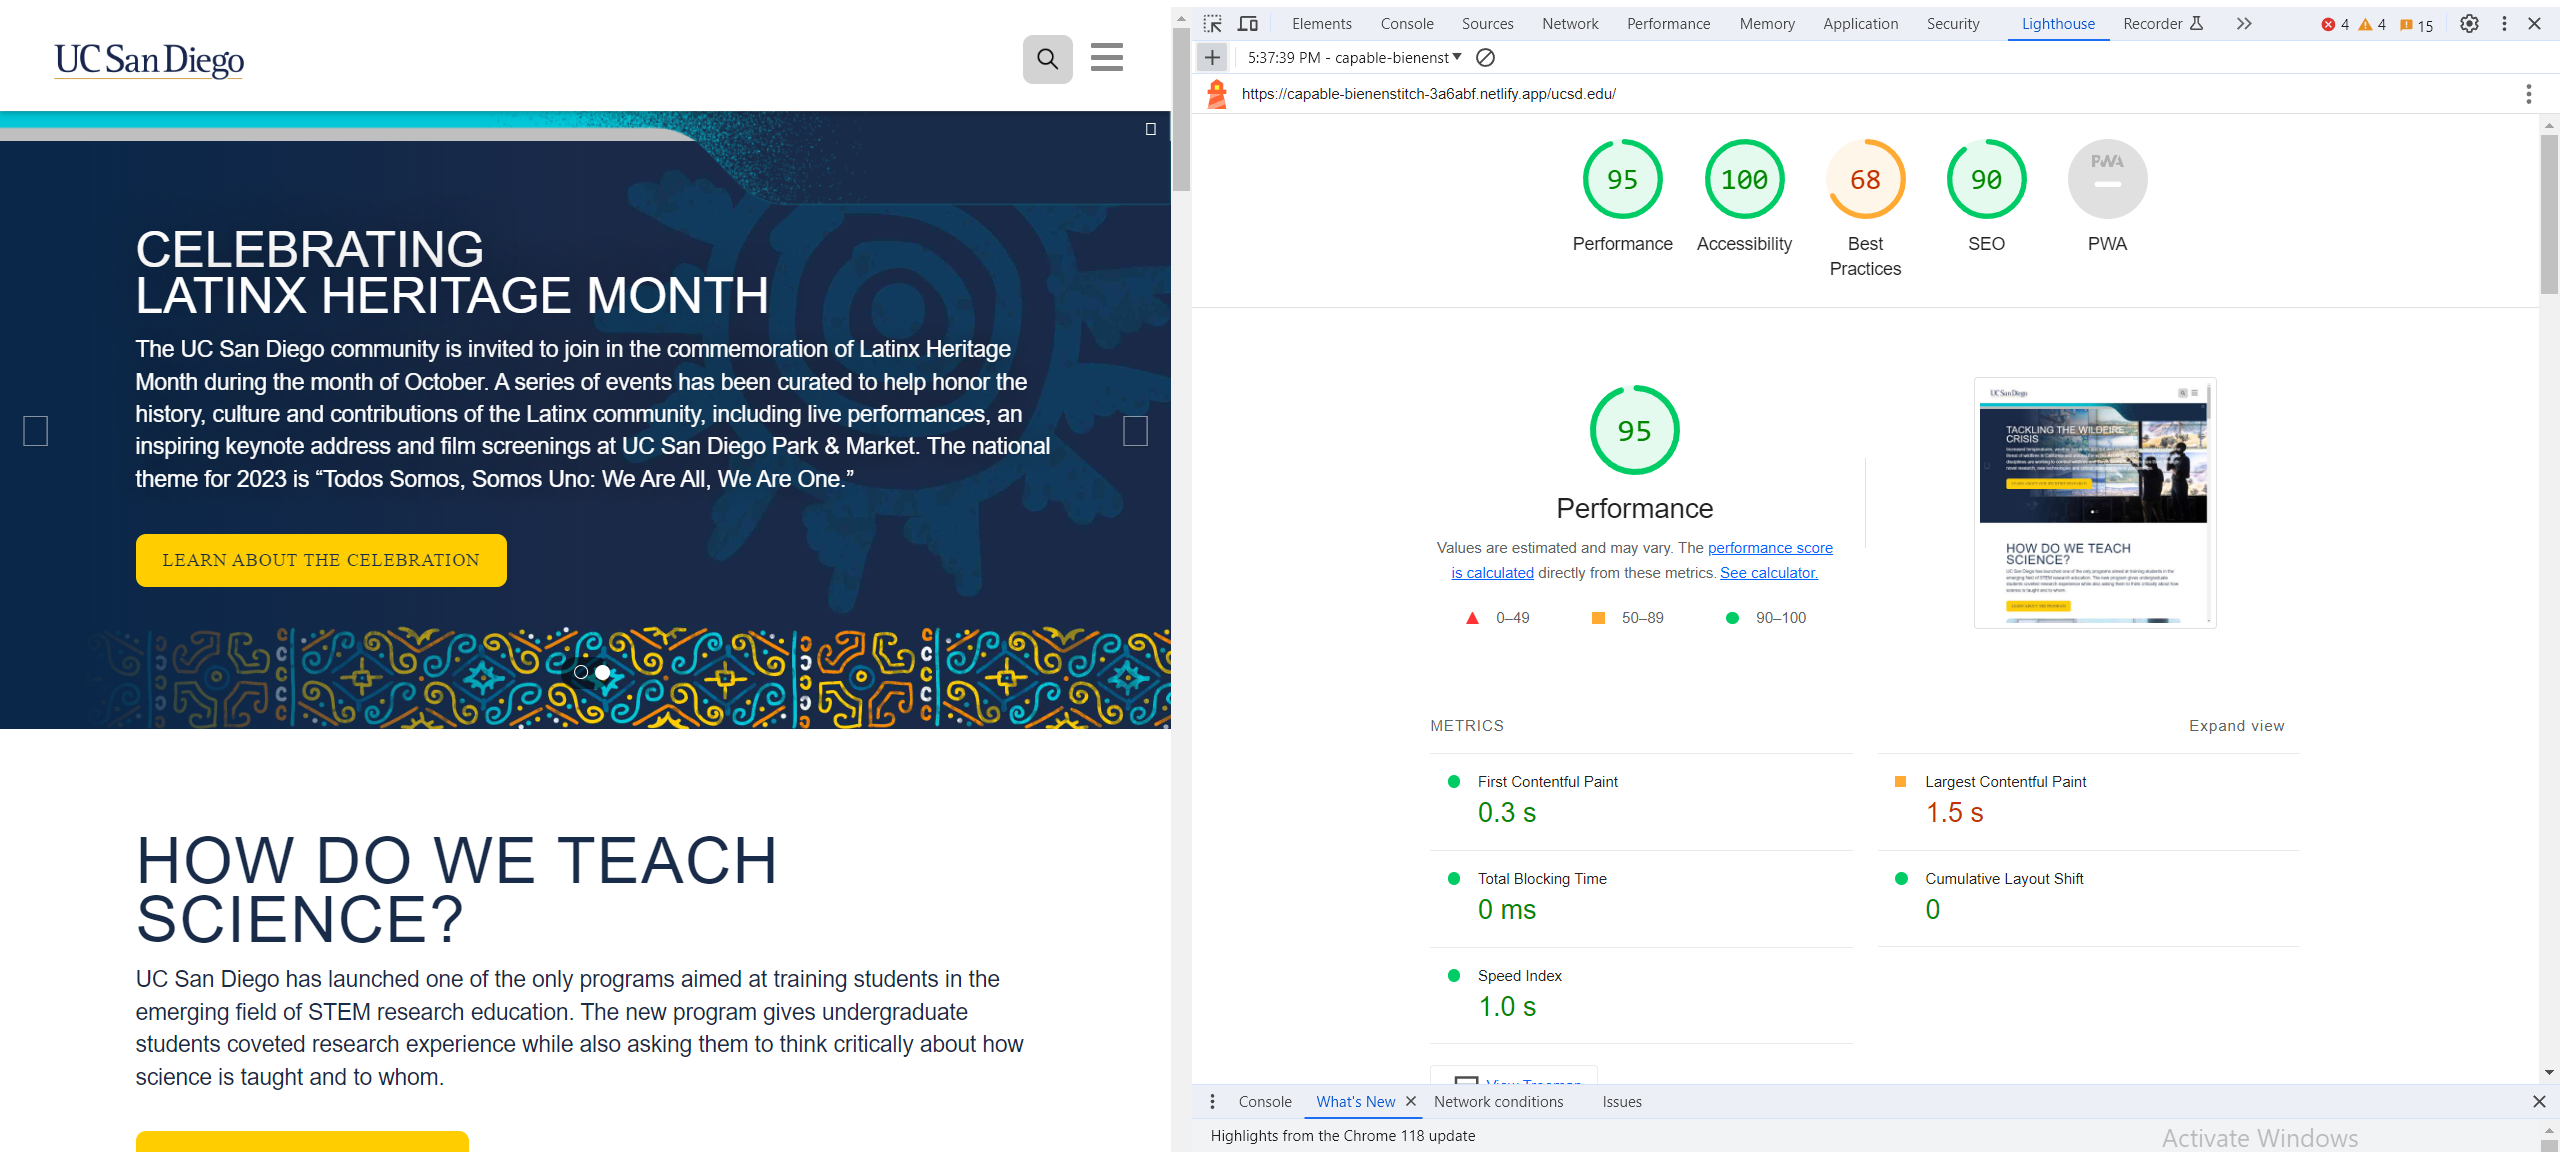 UC San Diego
CELEBRATING
LATINX HERITAGE MONTH
The UC San Diego community is invited to join in the commemoration of Latinx Heritage
Month during the month of October. A series of events has been curated to help honor the
history, culture and contributions of the Latinx community, including live performances, an
inspiring keynote address and film screenings at UC San Diego Park & Market. The national
theme for 2023 is “Todos Somos, Somos Uno: We Are All, We Are One.”
LEARN ABOUT THE CELEBRATION
HOW DO WE TEACH
SCIENCE?
UC San Diego has launched one of the only programs aimed at training students in the
emerging field of STEM research education. The new program gives undergraduate
students coveted research experience while also asking them to think critically about how
science is taught and to whom.
Elements Console Sources Network Performance Memory Application Security Lighthouse Recorder 4 4 15
5:37:39 PM - capable-bienenst
https://capable-bienenstitch-3a6abf.netlify.app/ucsd.edu/
95 100 68 90 PWA
Performance Accessibility Best SEO PWA
Practices
95
Performance
Values are estimated and may vary. The performance score
is calculated directly from these metrics. See calculator.
0–49 50–89 90–100
UC San Diego
TACKLING THE WILDFIRE
CRISIS
HOW DO WE TEACH
SCIENCE?
METRICS Expand view
First Contentful Paint
0.3 s
Largest Contentful Paint
1.5 s
Total Blocking Time
0 ms
Cumulative Layout Shift
0
Speed Index
1.0 s
View Treemap
Console What's New Network conditions Issues
Highlights from the Chrome 118 update
Activate Windows